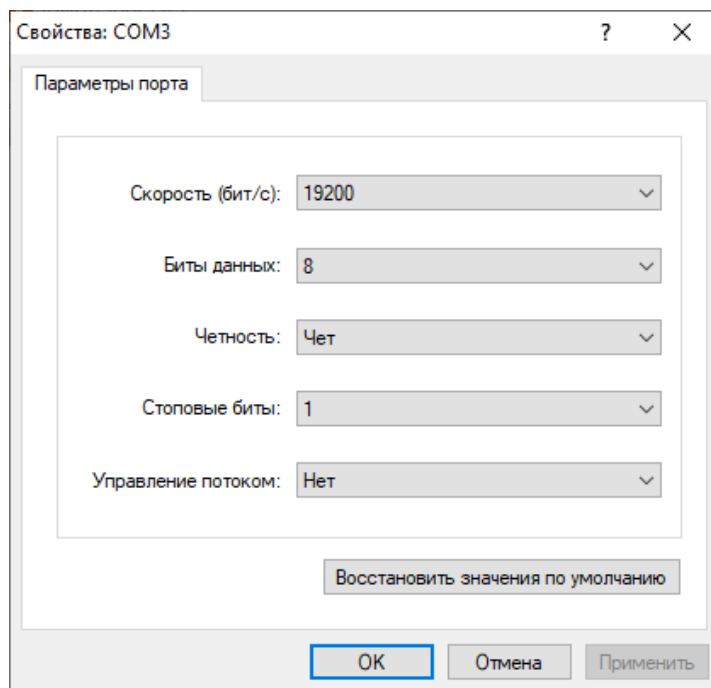 Свойства: COM3
?
Параметры порта
Скорость (бит/с): 19200
Биты данных: 8
Четность: Чет
Стоповые биты: 1
Управление потоком: Нет
Восстановить значения по умолчанию
OK Отмена Применить